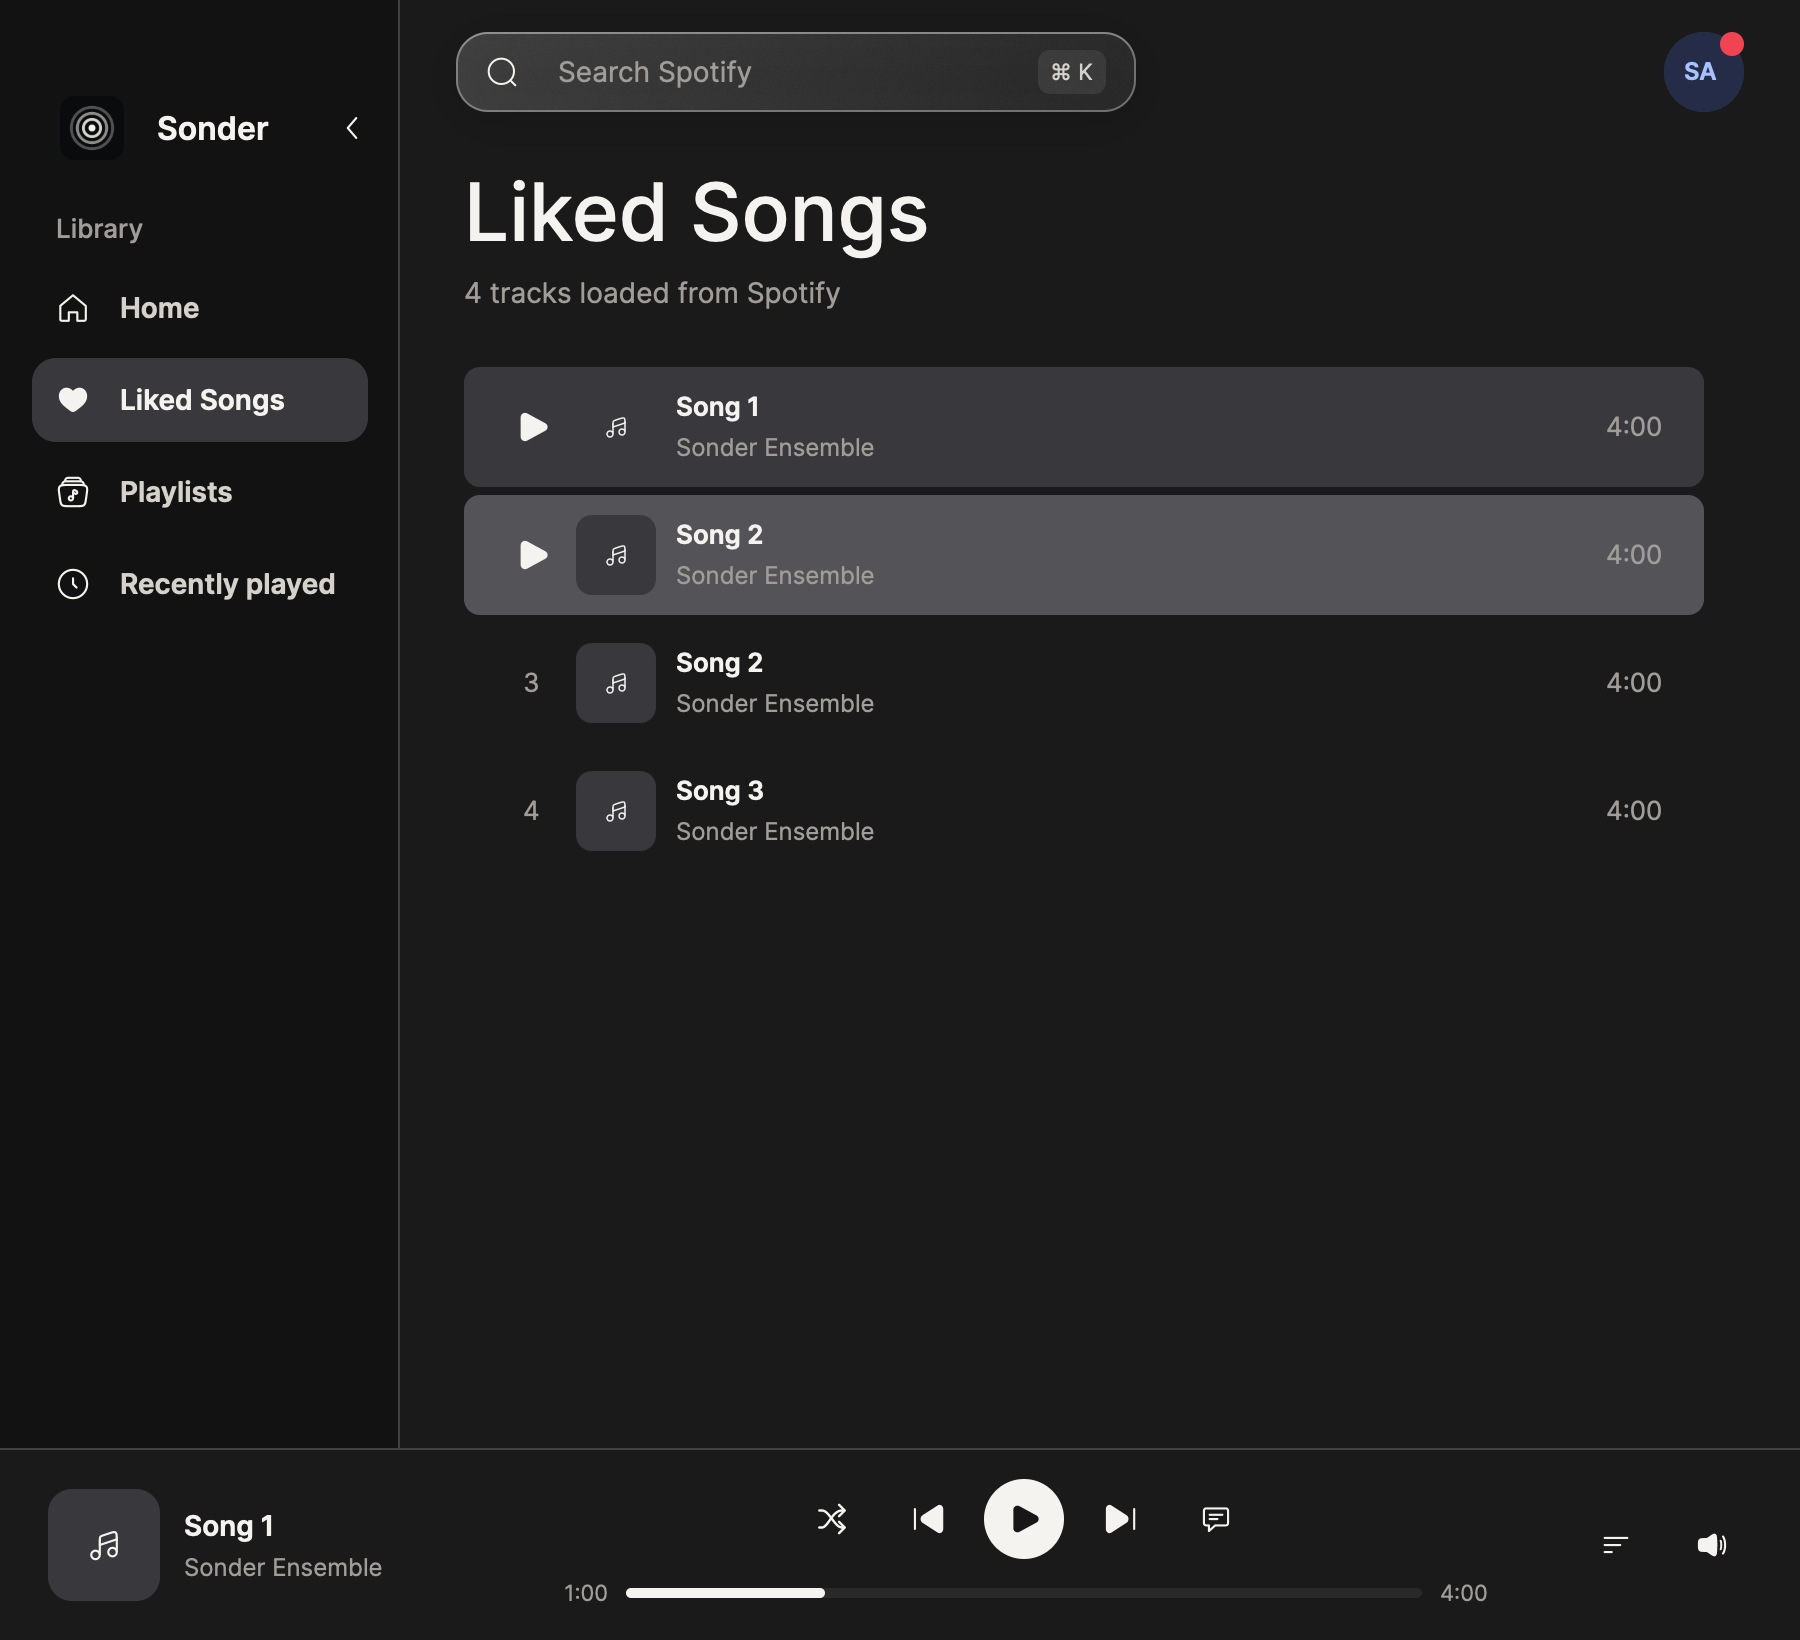 Sonder
Library
Home
Liked Songs
Playlists
Recently played
Search Spotify
⌘ K
SA
Liked Songs
4 tracks loaded from Spotify
Song 1
Sonder Ensemble
4:00
Song 2
Sonder Ensemble
4:00
3
Song 2
Sonder Ensemble
4:00
4
Song 3
Sonder Ensemble
4:00
Song 1
Sonder Ensemble
1:00
4:00